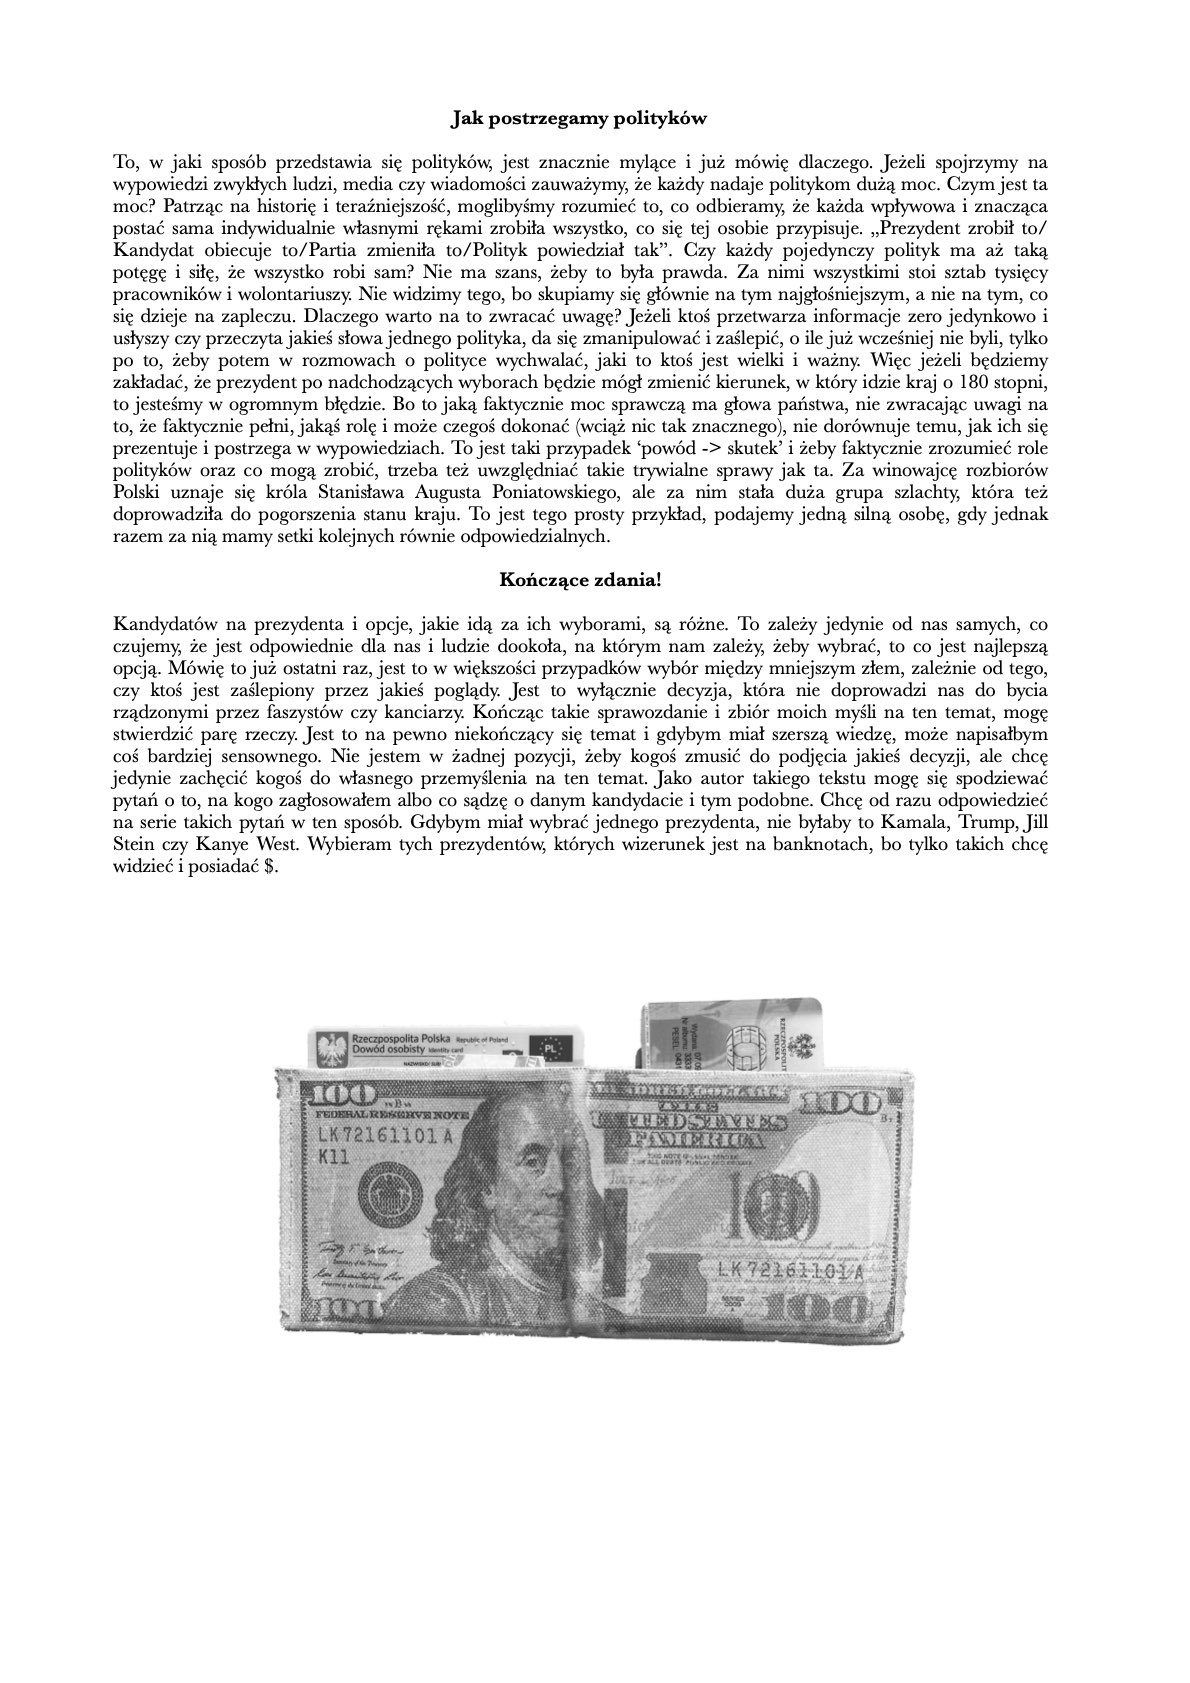 Jak postrzegamy polityków
To, w jaki sposób przedstawia się polityków, jest znacznie mylące i już mówię dlaczego. Jeżeli spojrzymy na
wypowiedzi zwykłych ludzi, media czy wiadomości zauważymy, że każdy nadaje politykom dużą moc. Czym jest ta
moc? Patrząc na historię i teraźniejszość, moglibyśmy rozumieć to, co odbieramy, że każda wpływowa i znacząca
postać sama indywidualnie własnymi rękami zrobiła wszystko, co się tej osobie przypisuje. „Prezydent zrobił to/
Kandydat obiecuje to/Partia zmieniła to/Polityk powiedział tak”. Czy każdy pojedynczy polityk ma aż taką
potęgę i siłę, że wszystko robi sam? Nie ma szans, żeby to była prawda. Za nimi wszystkimi stoi sztab tysięcy
pracowników i wolontariuszy. Nie widzimy tego, bo skupiamy się głównie na tym najgłośniejszym, a nie na tym, co
się dzieje na zapleczu. Dlaczego warto na to zwracać uwagę? Jeżeli ktoś przetwarza informacje zero jedynkowo i
usłyszy czy przeczyta jakieś słowa jednego polityka, da się zmanipulować i zaślepić, o ile już wcześniej nie byli, tylko
po to, żeby potem w rozmowach o polityce wychwalać, jaki to ktoś jest wielki i ważny. Więc jeżeli będziemy
zakładać, że prezydent po nadchodzących wyborach będzie mógł zmienić kierunek, w który idzie kraj o 180 stopni,
to jesteśmy w ogromnym błędzie. Bo to jaką faktycznie moc sprawczą ma głowa państwa, nie zwracając uwagi na
to, że faktycznie pełni, jakąś rolę i może czegoś dokonać (wciąż nic tak znacznego), nie dorównuje temu, jak ich się
prezentuje i postrzega w wypowiedziach. To jest taki przypadek ‘powód -> skutek’ i żeby faktycznie zrozumieć role
polityków oraz co mogą zrobić, trzeba też uwzględniać takie trywialne sprawy jak ta. Za winowajcę rozbiorów
Polski uznaje się króla Stanisława Augusta Poniatowskiego, ale za nim stała duża grupa szlachty, która też
doprowadziła do pogorszenia stanu kraju. To jest tego prosty przykład, podajemy jedną silną osobę, gdy jednak
razem za nią mamy setki kolejnych równie odpowiedzialnych.
Kończące zdania!
Kandydatów na prezydenta i opcje, jakie idą za ich wyborami, są różne. To zależy jedynie od nas samych, co
czujemy, że jest odpowiednie dla nas i ludzie dookoła, na którym nam zależy, żeby wybrać, to co jest najlepszą
opcją. Mówię to już ostatni raz, jest to w większości przypadków wybór między mniejszym złem, zależnie od tego,
czy ktoś jest zaślepiony przez jakieś poglądy. Jest to wyłącznie decyzja, która nie doprowadzi nas do bycia
rządzonymi przez faszystów czy kanciarzy. Kończąc takie sprawozdanie i zbiór moich myśli na ten temat, mogę
stwierdzić parę rzeczy. Jest to na pewno niekończący się temat i gdybym miał szerszą wiedzę, może napisałbym
coś bardziej sensownego. Nie jestem w żadnej pozycji, żeby kogoś zmusić do podjęcia jakieś decyzji, ale chcę
jedynie zachęcić kogoś do własnego przemyślenia na ten temat. Jako autor takiego tekstu mogę się spodziewać
pytań o to, na kogo zagłosowałem albo co sądzę o danym kandydacie i tym podobne. Chcę od razu odpowiedzieć
na serie takich pytań w ten sposób. Gdybym miał wybrać jednego prezydenta, nie byłaby to Kamala, Trump, Jill
Stein czy Kanye West. Wybieram tych prezydentów, których wizerunek jest na banknotach, bo tylko takich chcę
widzieć i posiadać $.
Rzeczpospolita Polska Republic of Poland
Dowód osobisty Identity card
PL
100
FEDERAL RESERVE NOTE
LK72161101A
K11
100
100
100
LK72161101A
100